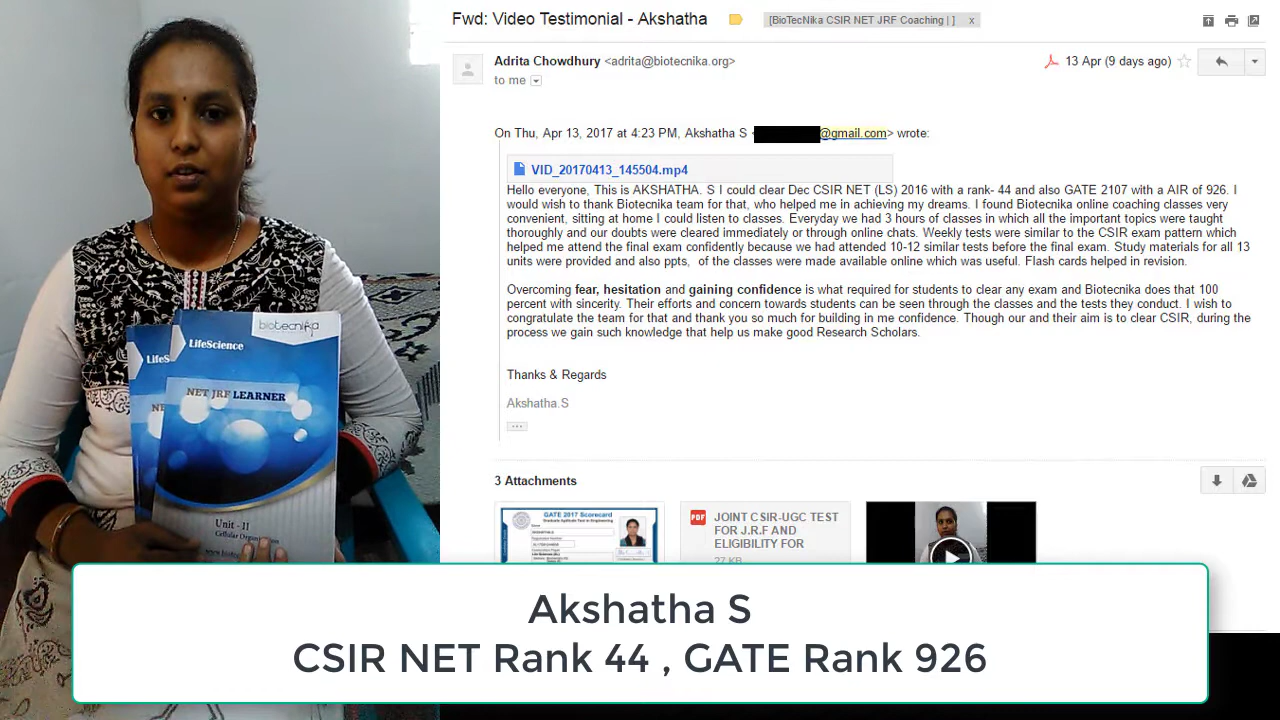 Fwd: Video Testimonial - Akshatha
[BioTecNika CSIR NET JRF Coaching | ] x
Adrita Chowdhury <adrita@biotecnika.org>
13 Apr (9 days ago)
to me
On Thu, Apr 13, 2017 at 4:23 PM, Akshatha S < @gmail.com> wrote:
VID_20170413_145504.mp4
Hello everyone, This is AKSHATHA. S I could clear Dec CSIR NET (LS) 2016 with a rank- 44 and also GATE 2107 with a AIR of 926. I
would wish to thank Biotecnika team for that, who helped me in achieving my dreams. I found Biotecnika online coaching classes very
convenient, sitting at home I could listen to classes. Everyday we had 3 hours of classes in which all the important topics were taught
thoroughly and our doubts were cleared immediately or through online chats. Weekly tests were similar to the CSIR exam pattern which
helped me attend the final exam confidently because we had attended 10-12 similar tests before the final exam. Study materials for all 13
units were provided and also ppts, of the classes were made available online which was useful. Flash cards helped in revision.
Overcoming fear, hesitation and gaining confidence is what required for students to clear any exam and Biotecnika does that 100
percent with sincerity. Their efforts and concern towards students can be seen through the classes and the tests they conduct. I wish to
congratulate the team for that and thank you so much for building in me confidence. Though our and their aim is to clear CSIR, during the
process we gain such knowledge that help us make good Research Scholars.
Thanks & Regards
Akshatha.S
3 Attachments
GATE 2017 Scorecard
Graduate Aptitude Test in Engineering
PDF
JOINT CSIR-UGC TEST
FOR J.R.F AND
ELIGIBILITY FOR
27 KB
biotecnika
LifeScience
LifeS
NET JRF LEARNER
NE
Unit - II
Akshatha S
CSIR NET Rank 44 , GATE Rank 926